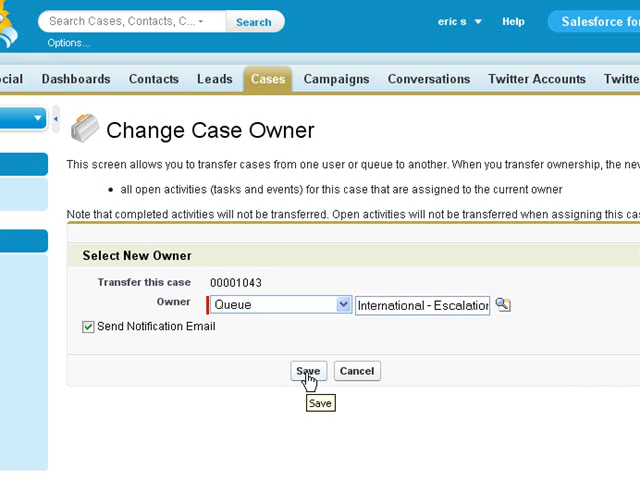 Search Cases, Contacts, C...
Search
eric s
Help
Salesforce for
Options...
ocial
Dashboards
Contacts
Leads
Cases
Campaigns
Conversations
Twitter Accounts
Twitte
Change Case Owner
This screen allows you to transfer cases from one user or queue to another. When you transfer ownership, the nev
• all open activities (tasks and events) for this case that are assigned to the current owner
Note that completed activities will not be transferred. Open activities will not be transferred when assigning this cas
Select New Owner
Transfer this case 00001043
Owner Queue International - Escalation
Send Notification Email
Save Cancel
Save